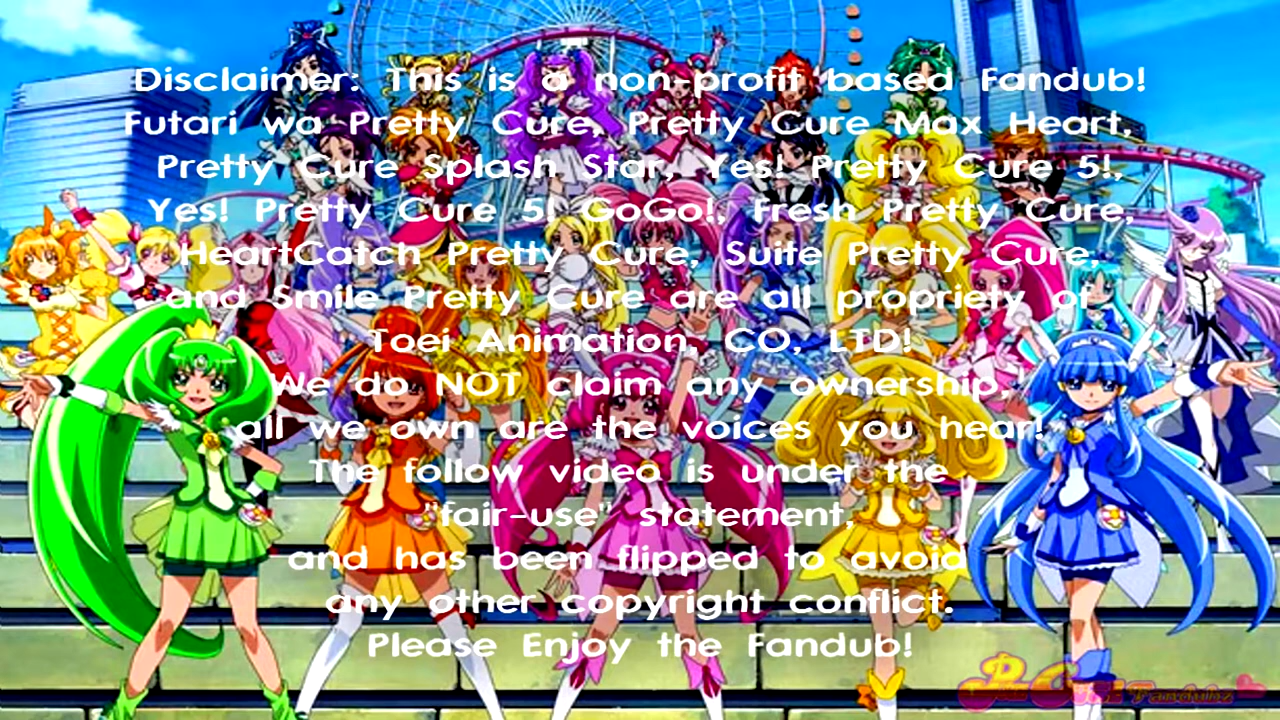 Disclaimer: This is a non-profit based Fandub!
Futari wa Pretty Cure, Pretty Cure Max Heart,
Pretty Cure Splash Star, Yes! Pretty Cure 5!,
Yes! Pretty Cure 5! GoGo!, Fresh Pretty Cure,
HeartCatch Pretty Cure, Suite Pretty Cure,
and Smile Pretty Cure are all propriety of
Toei Animation, CO, LTD!
We do NOT claim any ownership,
all we own are the voices you hear!
The follow video is under the
"fair-use" statement,
and has been flipped to avoid
any other copyright conflict.
Please Enjoy the Fandub!
Fandubz